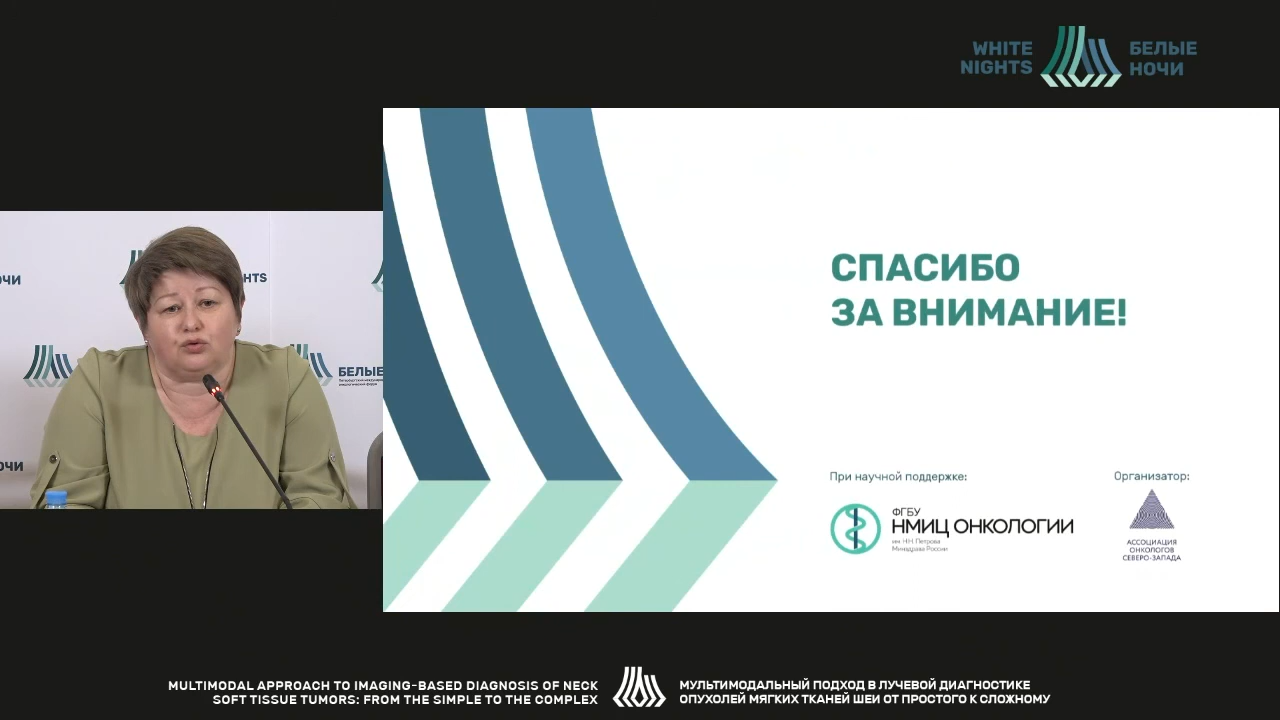 WHITE
NIGHTS
БЕЛЫЕ
НОЧИ
HTS
БЕЛЫЕ
СПАСИБО
ЗА ВНИМАНИЕ!
При научной поддержке:
Организатор:
ФГБУ
НМИЦ ОНКОЛОГИИ
им. Н.Н. Петрова
Минздрава России
АССОЦИАЦИЯ
ОНКОЛОГОВ
СЕВЕРО-ЗАПАДА
MULTIMODAL APPROACH TO IMAGING-BASED DIAGNOSIS OF NECK
SOFT TISSUE TUMORS: FROM THE SIMPLE TO THE COMPLEX
МУЛЬТИМОДАЛЬНЫЙ ПОДХОД В ЛУЧЕВОЙ ДИАГНОСТИКЕ
ОПУХОЛЕЙ МЯГКИХ ТКАНЕЙ ШЕИ ОТ ПРОСТОГО К СЛОЖНОМУ